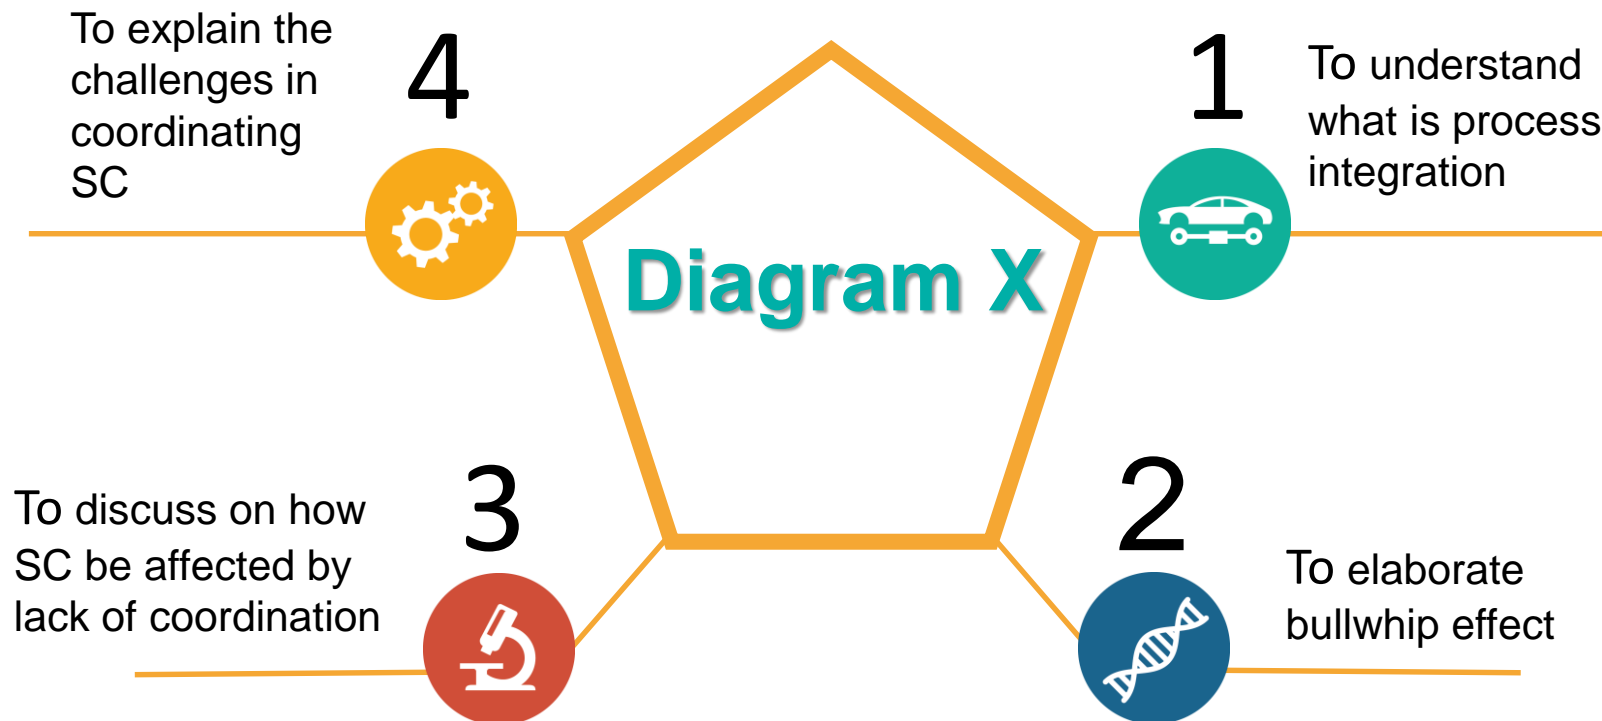 To explain the
challenges in
coordinating
SC
4
1
To understand
what is process
integration
Diagram X
To discuss on how
SC be affected by
lack of coordination
3
2
To elaborate
bullwhip effect